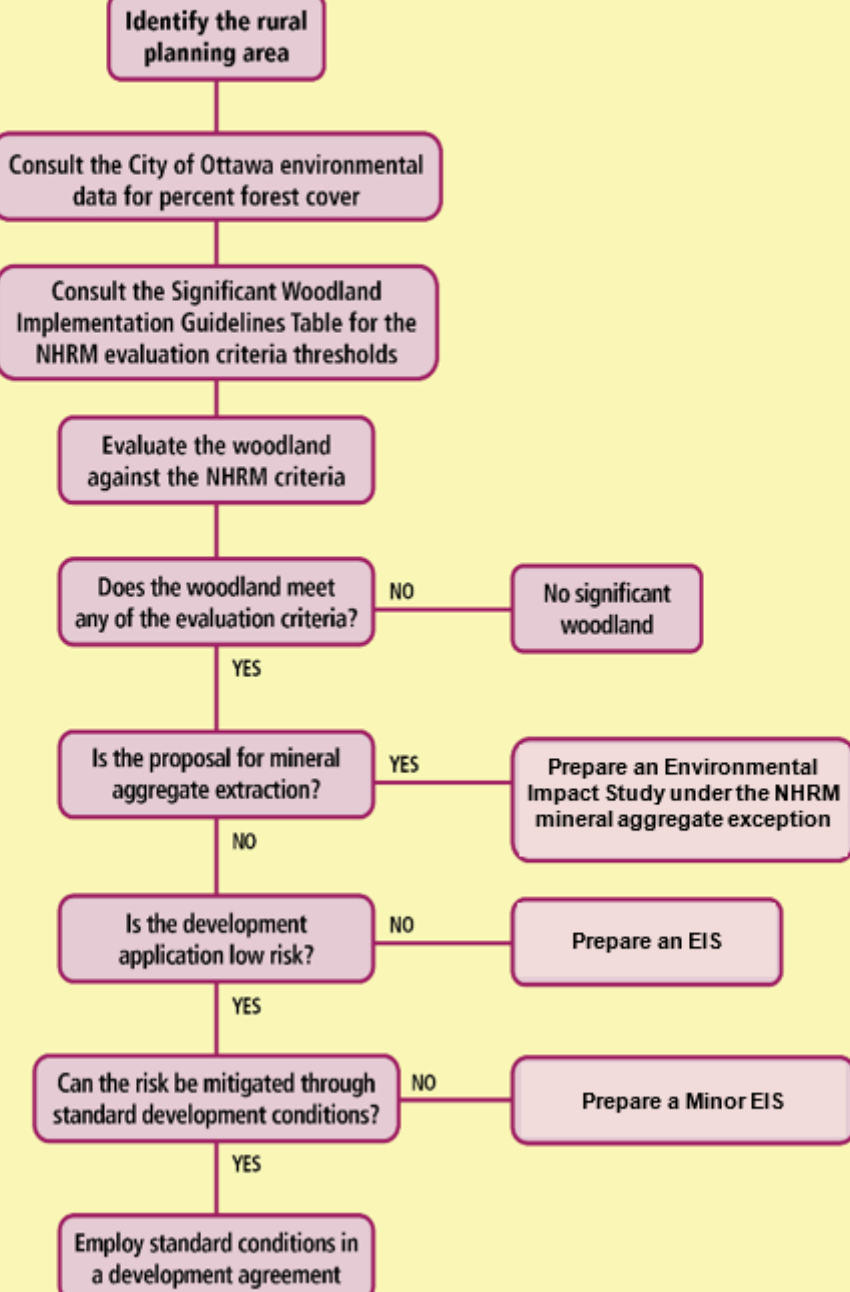 Identify the rural
planning area
Consult the City of Ottawa environmental
data for percent forest cover
Consult the Significant Woodland
Implementation Guidelines Table for the
NHRM evaluation criteria thresholds
Evaluate the woodland
against the NHRM criteria
Does the woodland meet
any of the evaluation criteria?
NO
No significant
woodland
YES
Is the proposal for mineral
aggregate extraction?
YES
Prepare an Environmental
Impact Study under the NHRM
mineral aggregate exception
NO
Is the development
application low risk?
NO
Prepare an EIS
YES
Can the risk be mitigated through
standard development conditions?
NO
Prepare a Minor EIS
YES
Employ standard conditions in
a development agreement